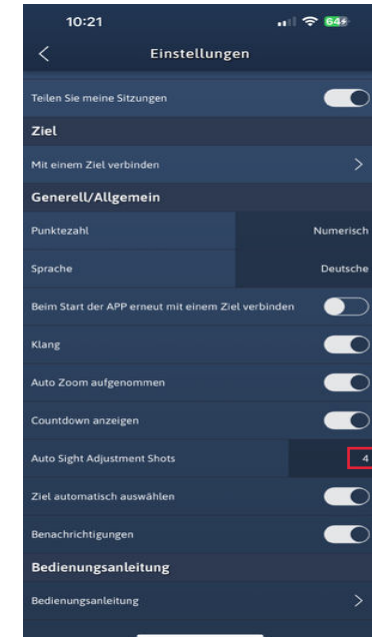 10:21
64
Einstellungen
Teilen Sie meine Sitzungen
Ziel
Mit einem Ziel verbinden
Generell/Allgemein
Punktezahl Numerisch
Sprache Deutsche
Beim Start der APP erneut mit einem Ziel verbinden
Klang
Auto Zoom aufgenommen
Countdown anzeigen
Auto Sight Adjustment Shots 4
Ziel automatisch auswählen
Benachrichtigungen
Bedienungsanleitung
Bedienungsanleitung